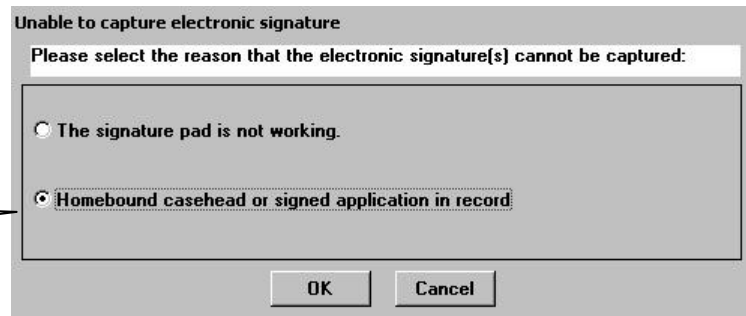 Unable to capture electronic signature
Please select the reason that the electronic signature(s) cannot be captured:
The signature pad is not working.
Homebound casehead or signed application in record
OK Cancel